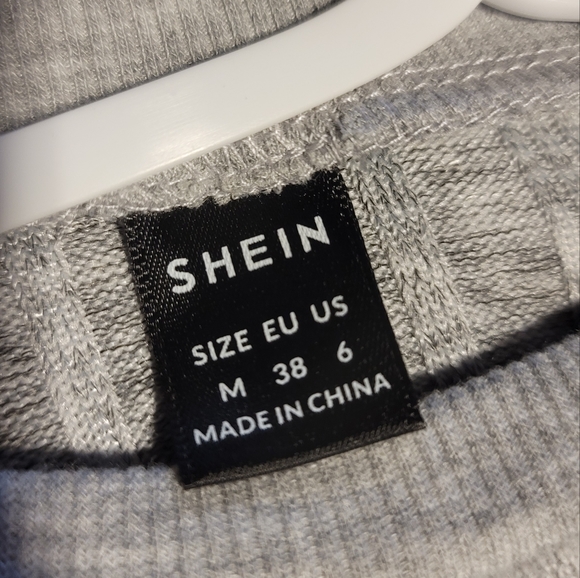 SHEIN
SIZE EU US
M 38 6
MADE IN CHINA